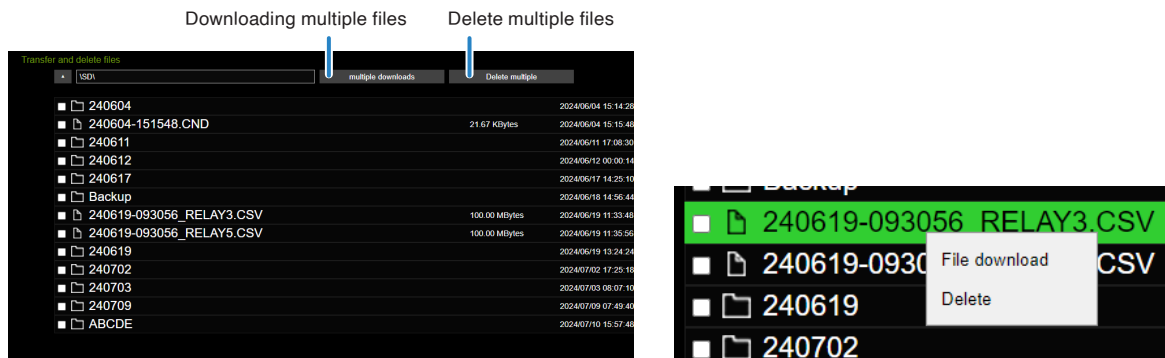 Downloading multiple files Delete multiple files
Transfer and delete files
\SD\ multiple downloads Delete multiple
240604 2024/06/04 15:14:28
240604-151548.CND 21.67 KBytes 2024/06/04 15:15:48
240611 2024/06/11 17:08:30
240612 2024/06/12 00:00:14
240617 2024/06/17 14:25:10
Backup 2024/06/18 14:56:44
240619-093056_RELAY3.CSV 100.00 MBytes 2024/06/19 11:33:48
240619-093056_RELAY5.CSV 100.00 MBytes 2024/06/19 11:35:56
240619 2024/06/19 13:24:24
240702 2024/07/02 17:25:18
240703 2024/07/03 08:07:10
240709 2024/07/09 07:49:40
ABCDE 2024/07/10 15:57:48
Backup
240619-093056_RELAY3.CSV
240619-0930 CSV
File download
Delete
240619
240702